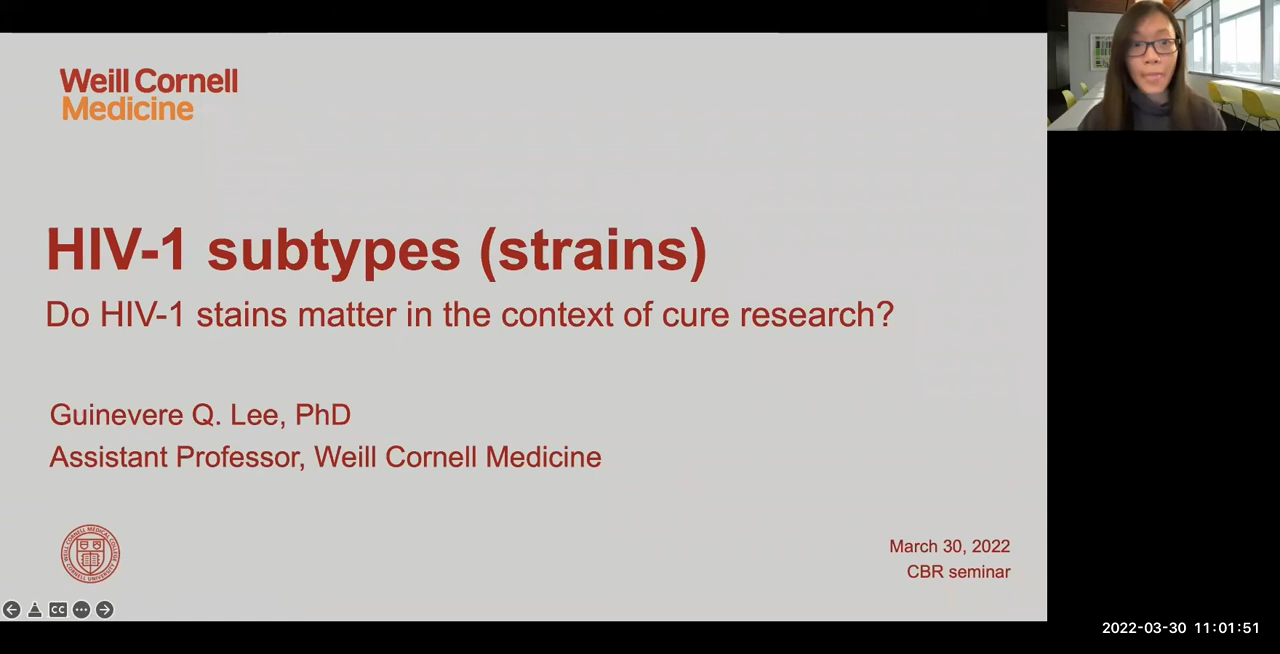 Weill Cornell
Medicine
HIV-1 subtypes (strains)
Do HIV-1 stains matter in the context of cure research?
Guinevere Q. Lee, PhD
Assistant Professor, Weill Cornell Medicine
March 30, 2022
CBR seminar
CC
2022-03-30 11:01:51